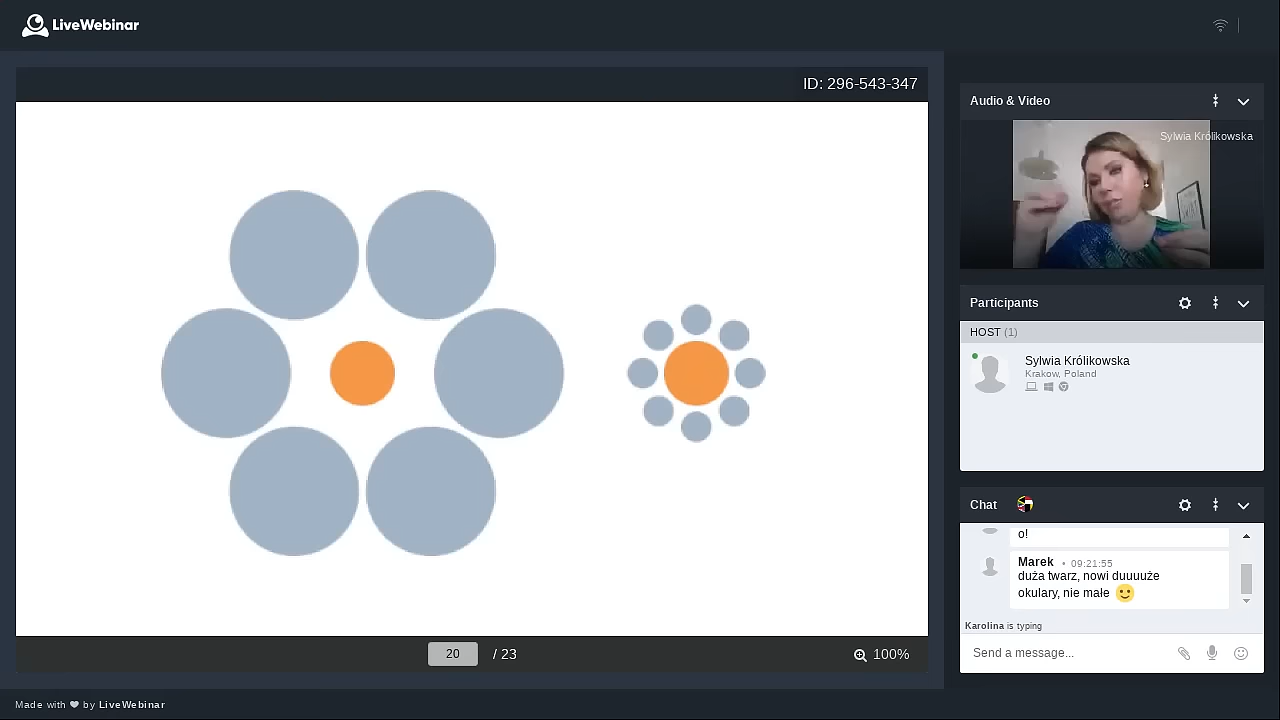 LiveWebinar
ID: 296-543-347
Audio & Video
Sylwia Królikowska
Participants
HOST (1)
Sylwia Królikowska
Krakow, Poland
Chat
o!
Marek • 09:21:55
duża twarz, nowi duuuuże
okulary, nie małe
Karolina is typing
Send a message...
20 / 23
100%
Made with by LiveWebinar